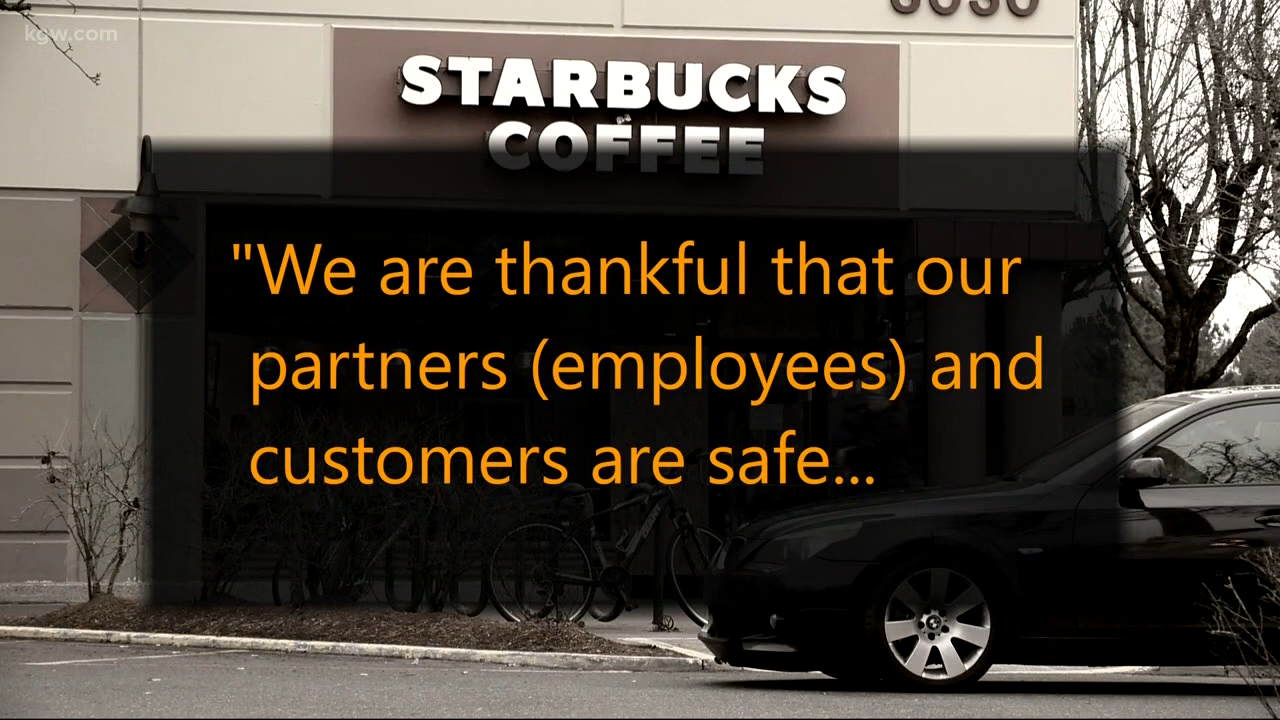 kgw.com
STARBUCKS
COFFEE
"We are thankful that our
partners (employees) and
customers are safe...